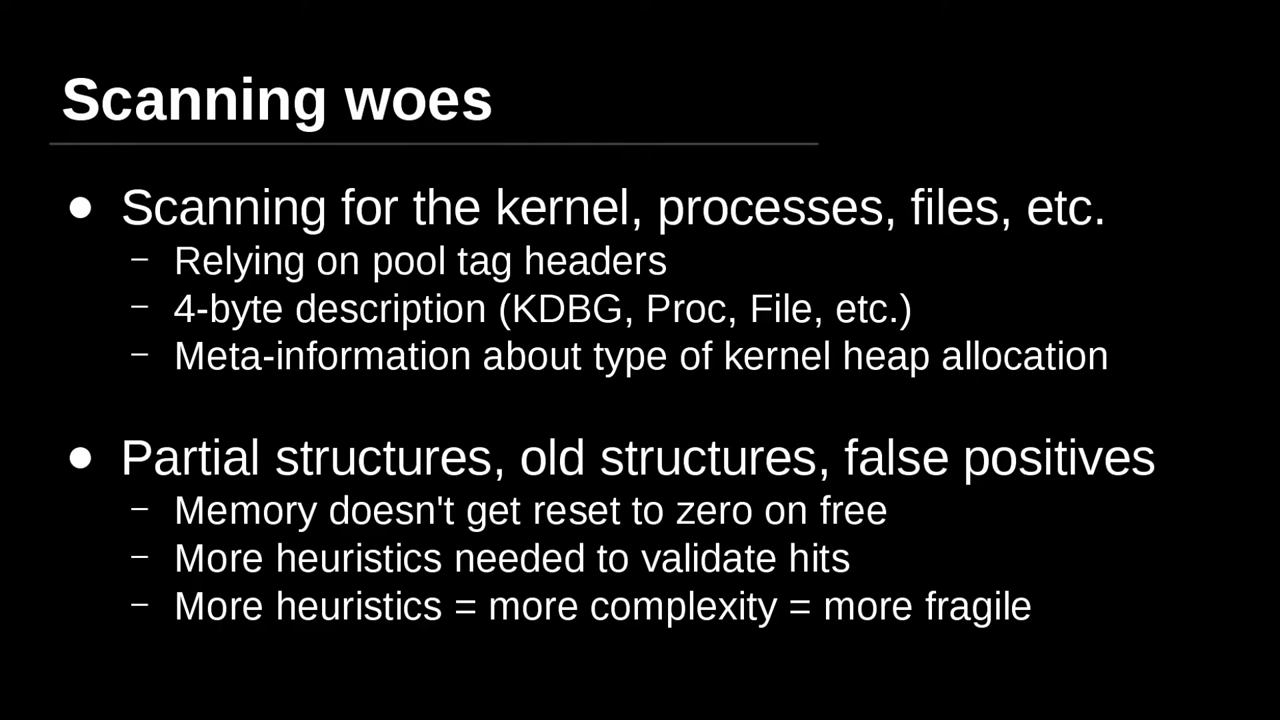 Scanning woes
● Scanning for the kernel, processes, files, etc.
– Relying on pool tag headers
– 4-byte description (KDBG, Proc, File, etc.)
– Meta-information about type of kernel heap allocation
● Partial structures, old structures, false positives
– Memory doesn't get reset to zero on free
– More heuristics needed to validate hits
– More heuristics = more complexity = more fragile